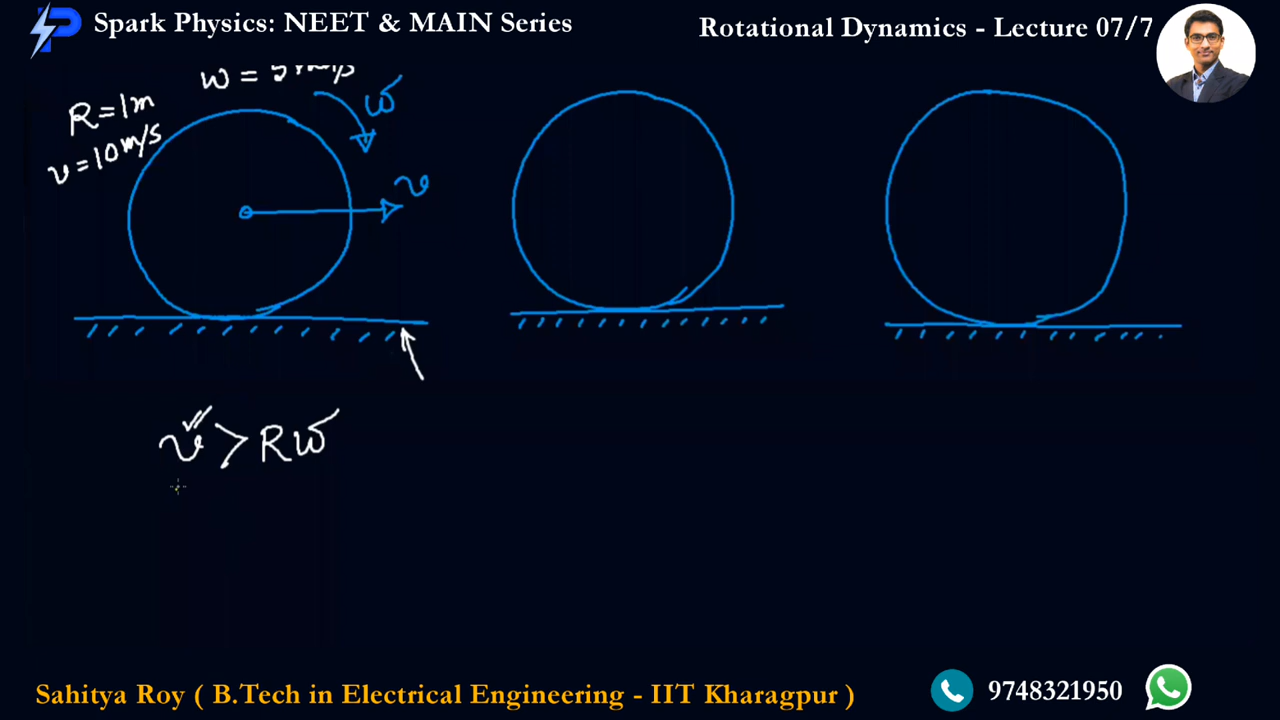 Spark Physics: NEET & MAIN Series
Rotational Dynamics - Lecture 07/7
ω =
R = 1m
v = 10 m/s
ω
v
v > Rω
Sahitya Roy ( B.Tech in Electrical Engineering - IIT Kharagpur )
9748321950